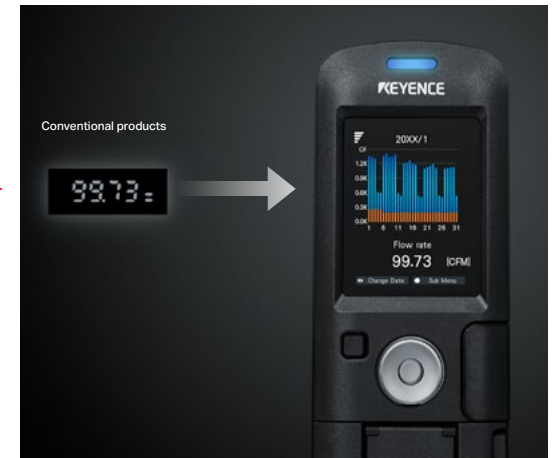 Conventional products
99.73
KEYENCE
20XX/1
CF
1.2K
0.9K
0.6K
0.3K
0.0K
1 6 11 16 21 26 31
Flow rate
99.73 [CFM]
Change Date Sub Menu